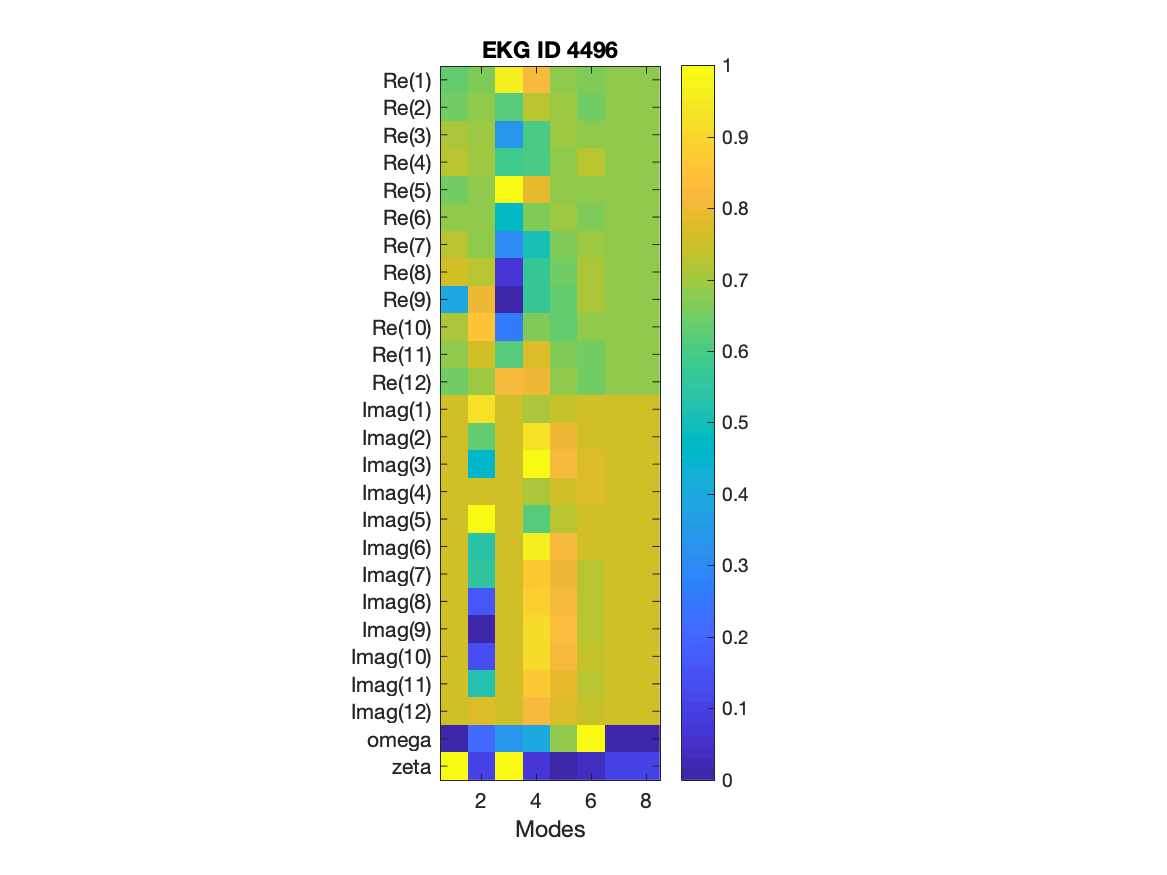 EKG ID 4496
Re(1)
Re(2)
Re(3)
Re(4)
Re(5)
Re(6)
Re(7)
Re(8)
Re(9)
Re(10)
Re(11)
Re(12)
Imag(1)
Imag(2)
Imag(3)
Imag(4)
Imag(5)
Imag(6)
Imag(7)
Imag(8)
Imag(9)
Imag(10)
Imag(11)
Imag(12)
omega
zeta
2 4 6 8
Modes
1
0.9
0.8
0.7
0.6
0.5
0.4
0.3
0.2
0.1
0